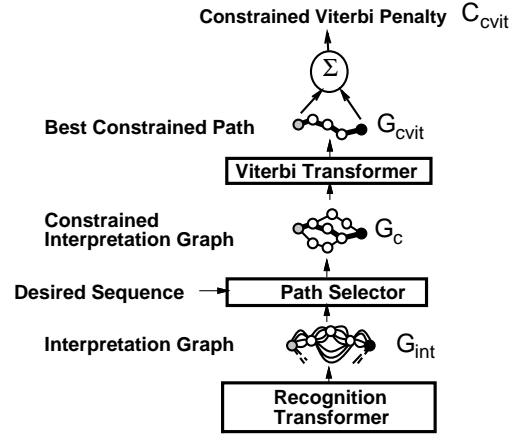 Constrained Viterbi Penalty C_cvit
Σ
Best Constrained Path G_cvit
Viterbi Transformer
Constrained
Interpretation Graph G_c
Desired Sequence Path Selector
Interpretation Graph G_int
Recognition
Transformer